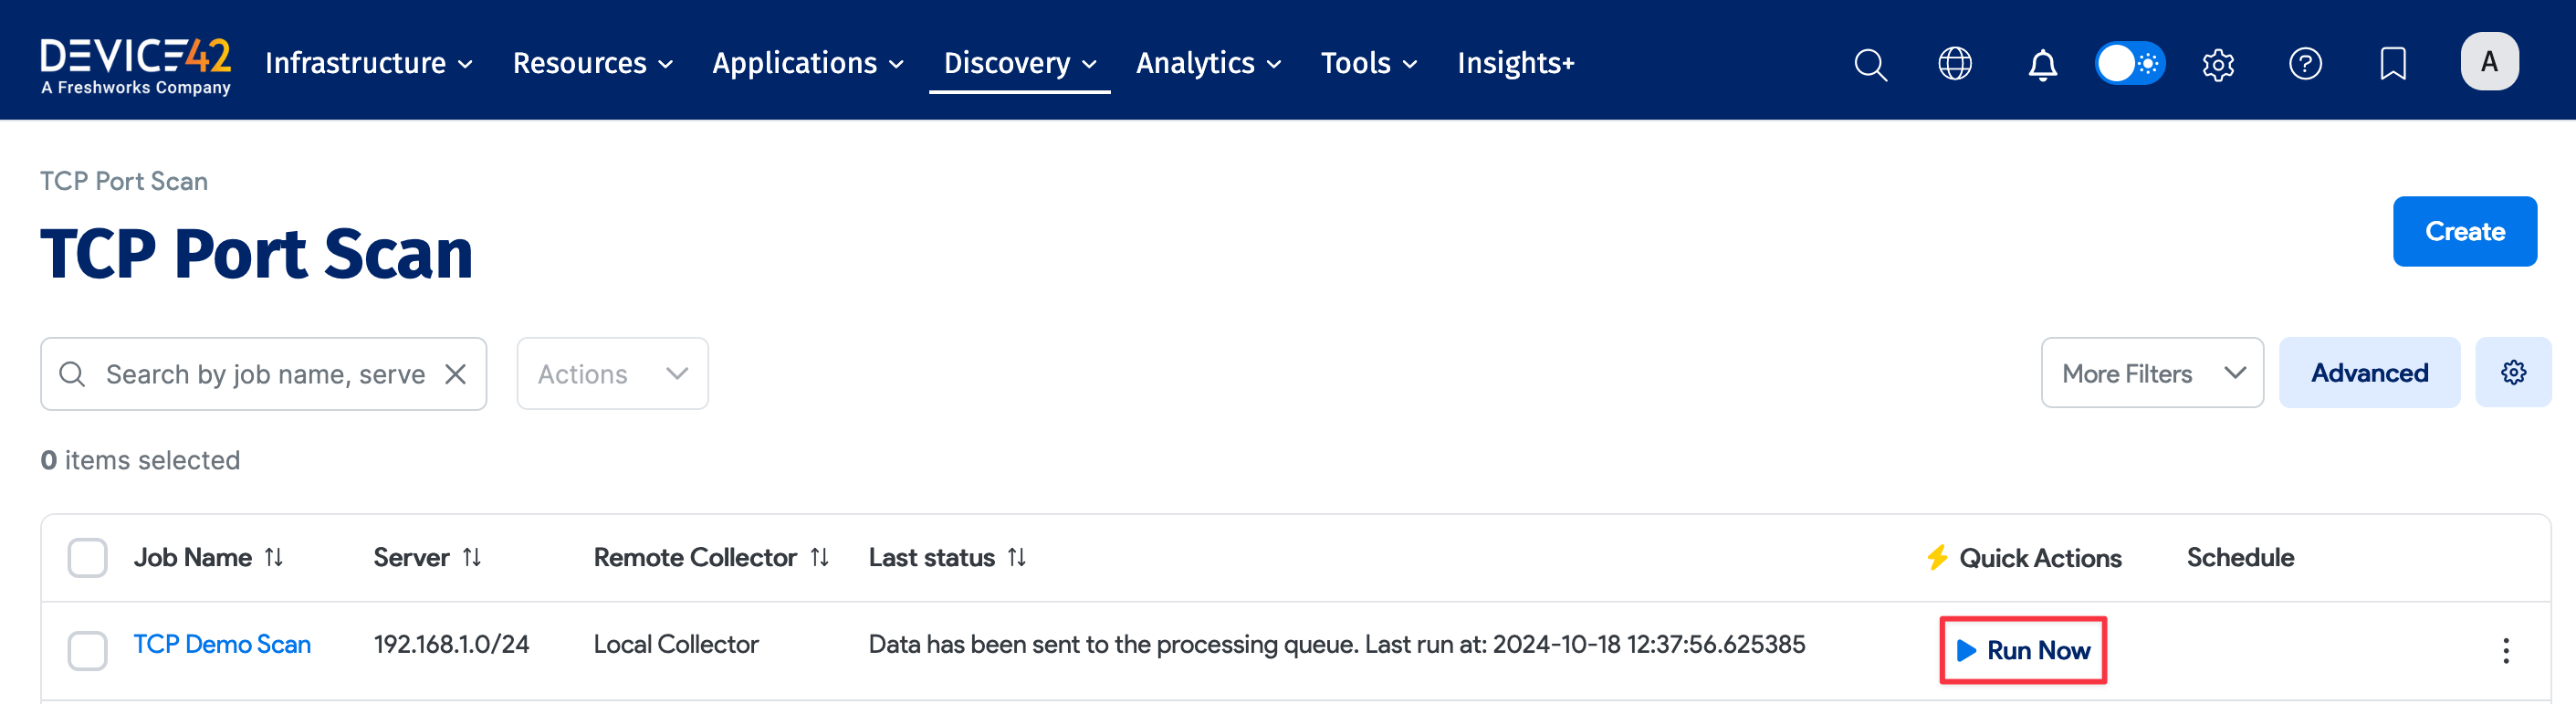 DEVICE42
A Freshworks Company
Infrastructure Resources Applications Discovery Analytics Tools Insights+
A
TCP Port Scan
TCP Port Scan
Create
Search by job name, serve
Actions
More Filters
Advanced
0 items selected
Job Name Server Remote Collector Last status Quick Actions Schedule
TCP Demo Scan 192.168.1.0/24 Local Collector Data has been sent to the processing queue. Last run at: 2024-10-18 12:37:56.625385 Run Now